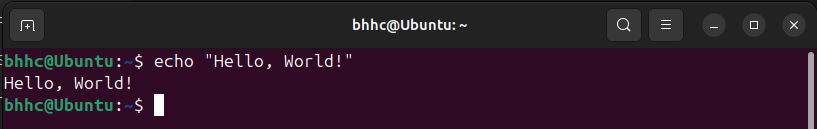 bhhc@Ubuntu: ~
bhhc@Ubuntu:~$ echo "Hello, World!"
Hello, World!
bhhc@Ubuntu:~$